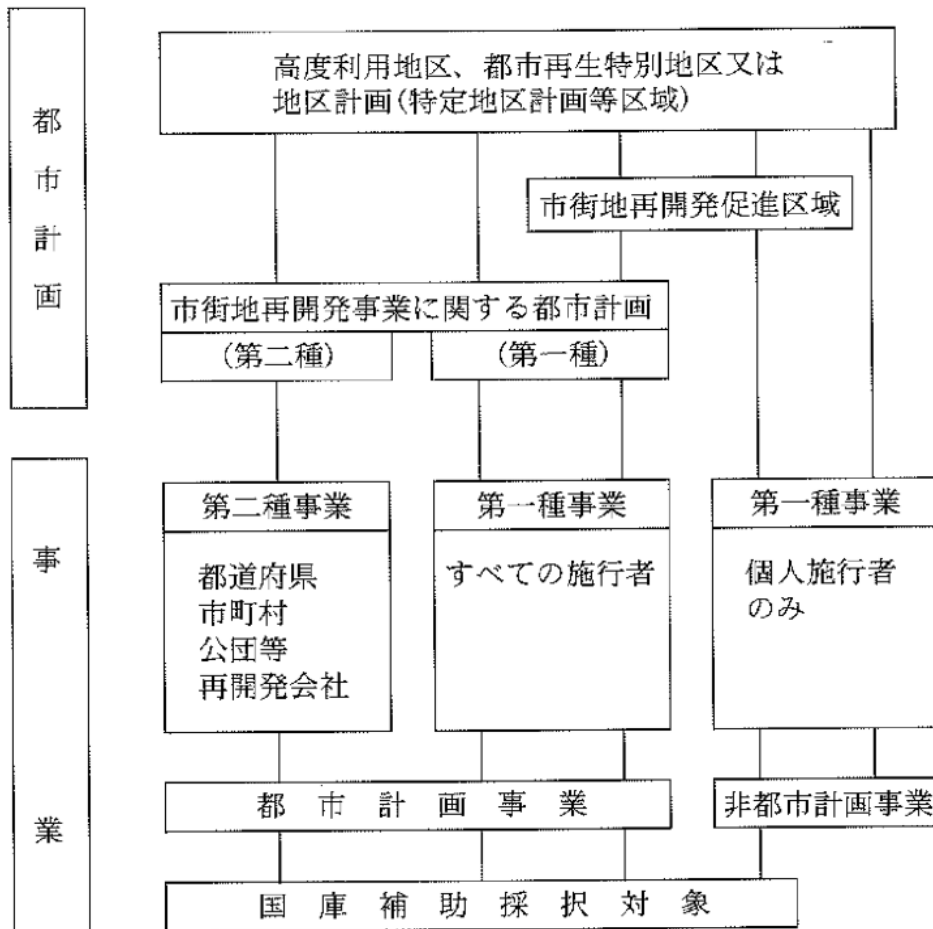 都市計画
高度利用地区、都市再生特別地区又は
地区計画(特定地区計画等区域)
市街地再開発促進区域
市街地再開発事業に関する都市計画
(第二種)
(第一種)
事業
第二種事業
都道府県
市町村
公団等
再開発会社
第一種事業
すべての施行者
第一種事業
個人施行者
のみ
都市計画事業
非都市計画事業
国庫補助採択対象